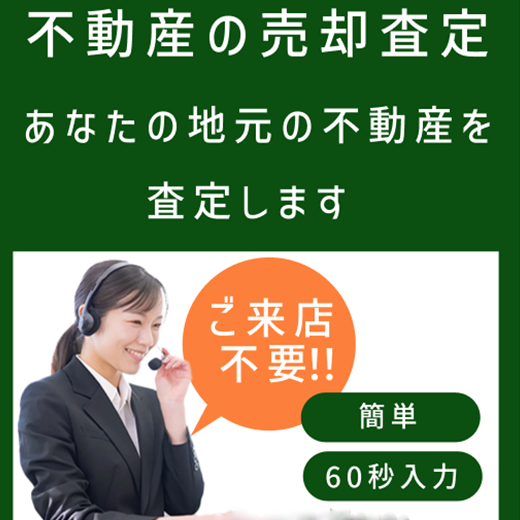 不動産の売却査定
あなたの地元の不動産を
査定します
ご来店
不要!!
簡単
60秒入力